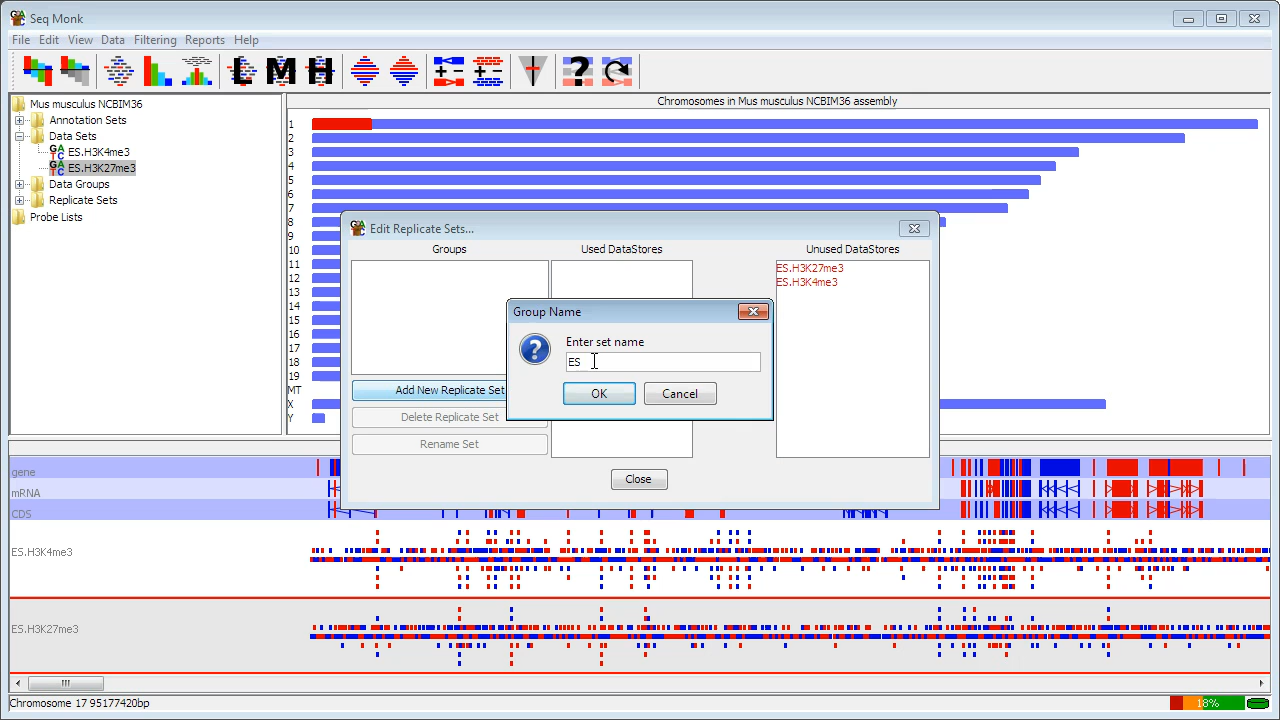 Seq Monk
File Edit View Data Filtering Reports Help
L M H ? 
Mus musculus NCBIM36
Annotation Sets
Data Sets
ES.H3K4me3
ES.H3K27me3
Data Groups
Replicate Sets
Probe Lists
Chromosomes in Mus musculus NCBIM36 assembly
1
2
3
4
5
6
7
8
9
10
11
12
13
14
15
16
17
18
19
MT
X
Y
Edit Replicate Sets...
Groups Used DataStores Unused DataStores
ES.H3K27me3
ES.H3K4me3
Group Name
Enter set name
ES
OK Cancel
Add New Replicate Set
Delete Replicate Set
Rename Set
Close
gene
mRNA
CDS
ES.H3K4me3
ES.H3K27me3
Chromosome 17 95177420bp
18%